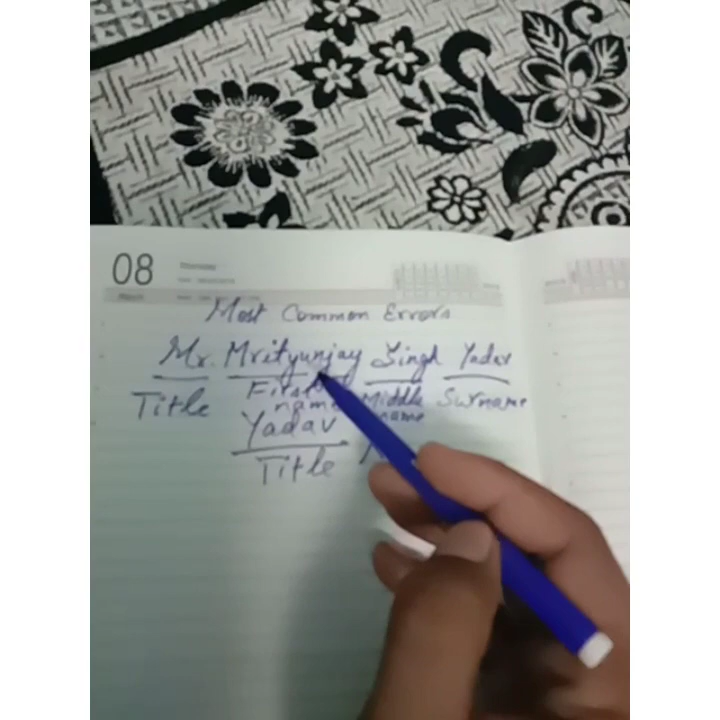 08
Most Common Errors
Mr. Mrityunjay Singh Yadav
Title First name Middle name Surname
Yadav
Title